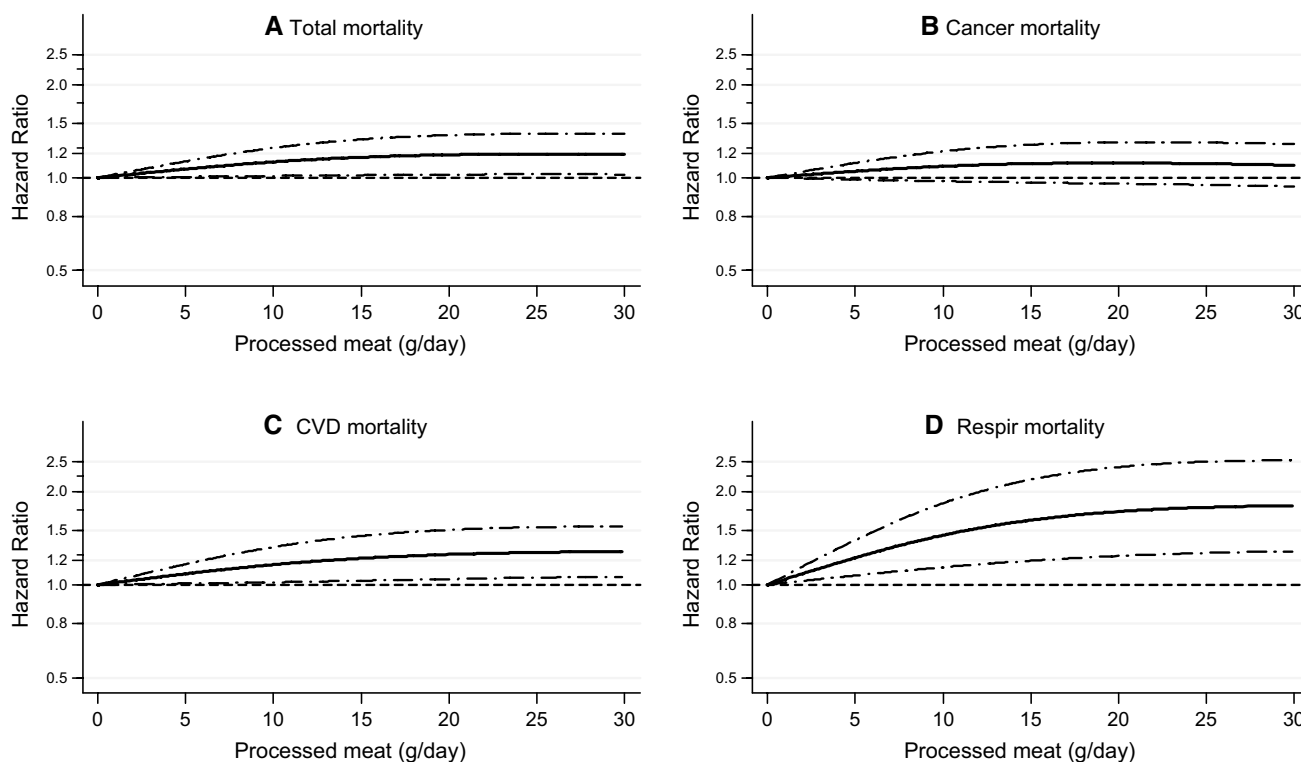 A Total mortality
Hazard Ratio
2.5
2.0
1.5
1.2
1.0
0.8
0.5
0 5 10 15 20 25 30
Processed meat (g/day)
B Cancer mortality
Hazard Ratio
2.5
2.0
1.5
1.2
1.0
0.8
0.5
0 5 10 15 20 25 30
Processed meat (g/day)
C CVD mortality
Hazard Ratio
2.5
2.0
1.5
1.2
1.0
0.8
0.5
0 5 10 15 20 25 30
Processed meat (g/day)
D Respir mortality
Hazard Ratio
2.5
2.0
1.5
1.2
1.0
0.8
0.5
0 5 10 15 20 25 30
Processed meat (g/day)